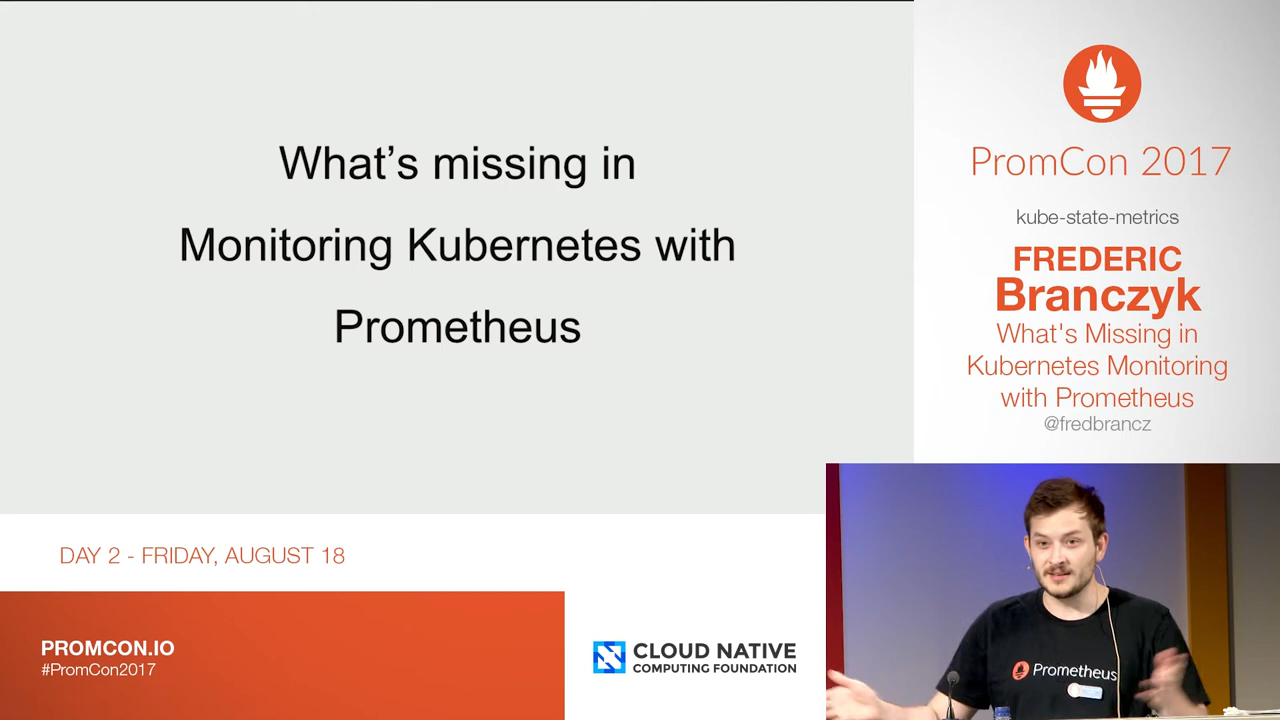 What's missing in
Monitoring Kubernetes with
Prometheus
PromCon 2017
kube-state-metrics
FREDERIC
Branczyk
What's Missing in
Kubernetes Monitoring
with Prometheus
@fredbrancz
DAY 2 - FRIDAY, AUGUST 18
PROMCON.IO
#PromCon2017
CLOUD NATIVE
COMPUTING FOUNDATION
Prometheus